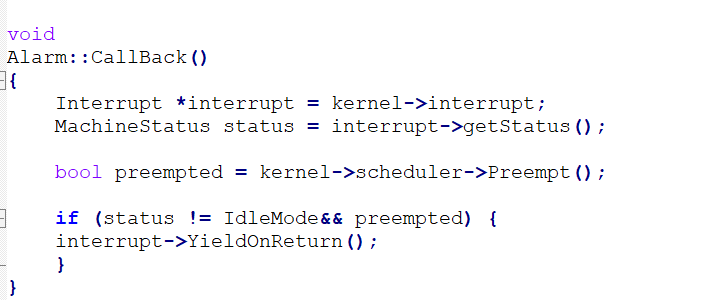 void
Alarm::CallBack()
{
    Interrupt *interrupt = kernel->interrupt;
    MachineStatus status = interrupt->getStatus();

    bool preempted = kernel->scheduler->Preempt();

    if (status != IdleMode&& preempted) {
    interrupt->YieldOnReturn();
    }
}